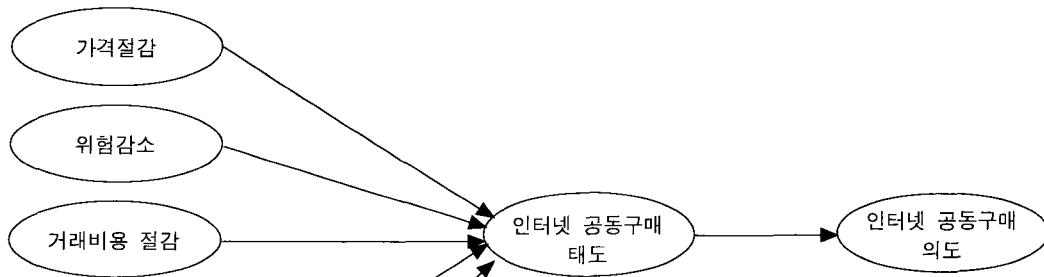 가격절감
위험감소
거래비용 절감
인터넷 공동구매
태도
인터넷 공동구매
의도